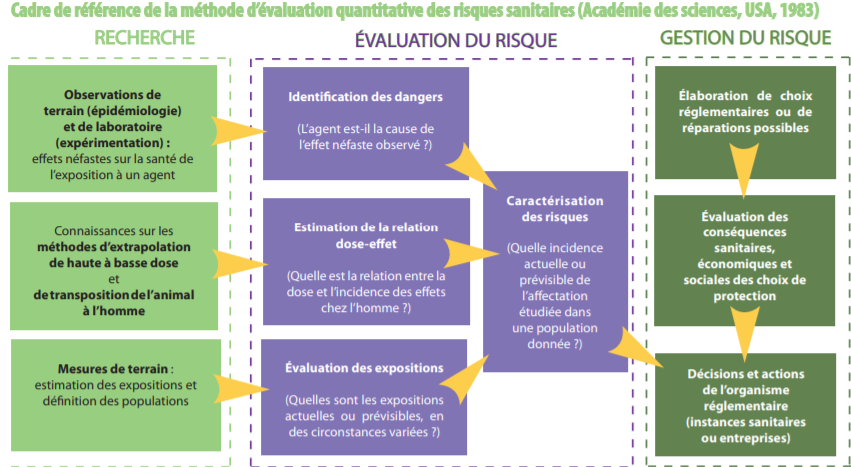 Cadre de référence de la méthode d'évaluation quantitative des risques sanitaires (Académie des sciences, USA, 1983)
RECHERCHE
Observations de
terrain (épidémiologie)
et de laboratoire
(expérimentation) :
effets néfastes sur la santé de
l'exposition à un agent
Connaissances sur les
méthodes d'extrapolation
de haute à basse dose
et
de transposition de l'animal
à l'homme
Mesures de terrain :
estimation des expositions et
définition des populations
ÉVALUATION DU RISQUE
Identification des dangers
(L'agent est-il la cause de
l'effet néfaste observé ?)
Estimation de la relation
dose-effet
(Quelle est la relation entre la
dose et l'incidence des effets
chez l'homme ?)
Évaluation des expositions
(Quelles sont les expositions
actuelles ou prévisibles, en
des circonstances variées ?)
Caractérisation
des risques
(Quelle incidence
actuelle ou
prévisible de
l'affectation
étudiée dans
une population
donnée ?)
GESTION DU RISQUE
Élaboration de choix
réglementaires ou de
réparations possibles
Évaluation des
conséquences
sanitaires,
économiques et
sociales des choix de
protection
Décisions et actions
de l'organisme
réglementaire
(instances sanitaires
ou entreprises)